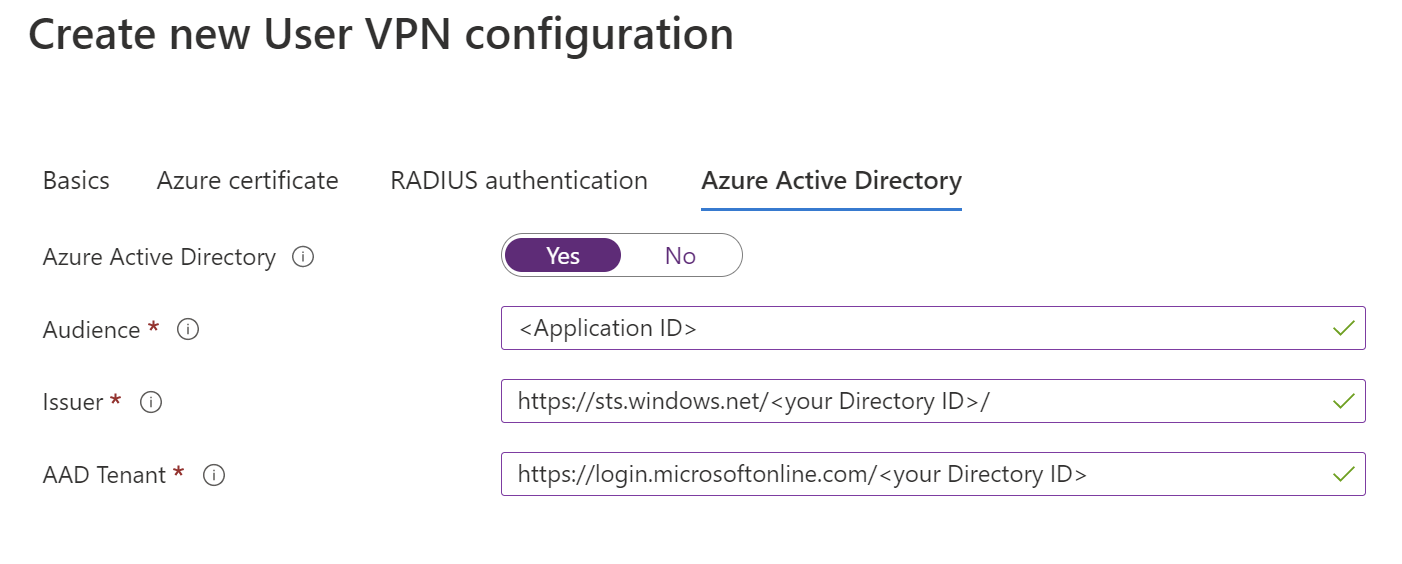 Create new User VPN configuration
Basics Azure certificate RADIUS authentication Azure Active Directory
Azure Active Directory Yes No
Audience * <Application ID>
Issuer * https://sts.windows.net/<your Directory ID>/
AAD Tenant * https://login.microsoftonline.com/<your Directory ID>